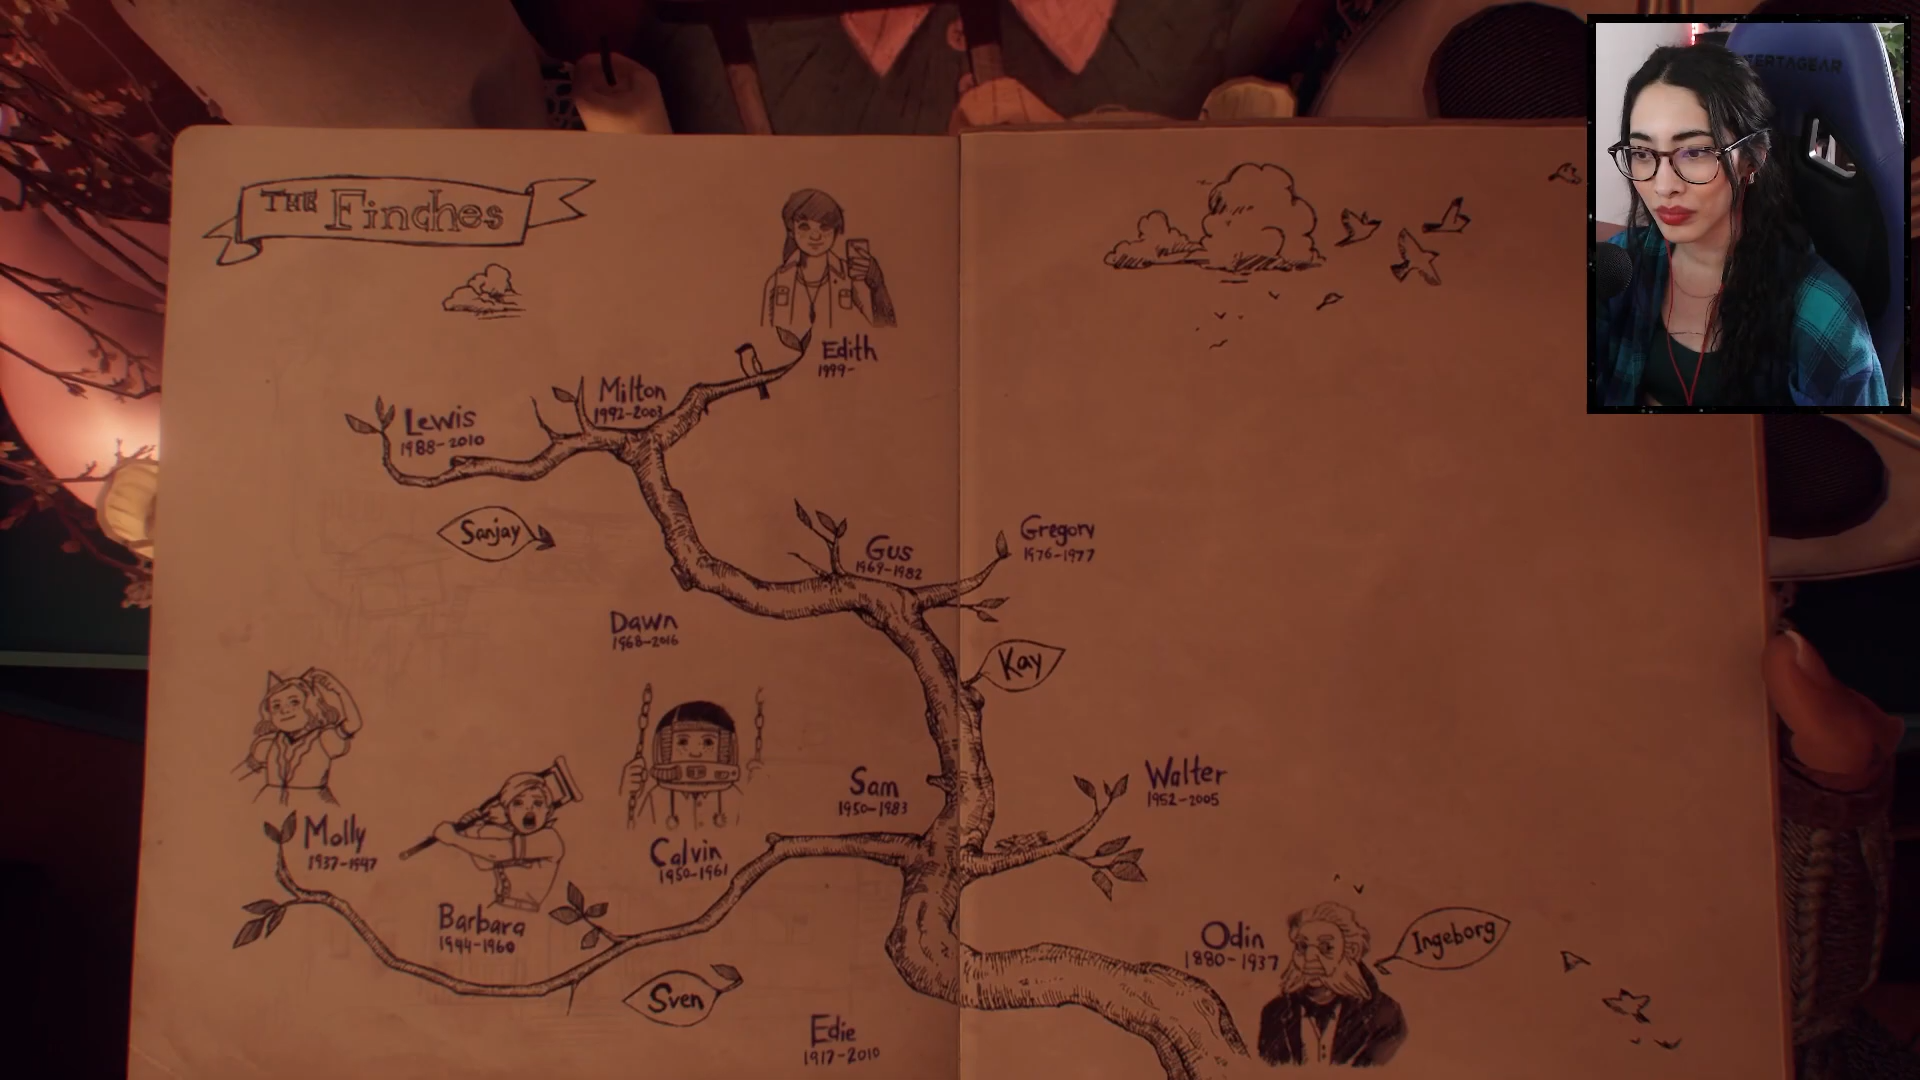 THE Finches
Edith
1999-
Milton
1992-2003
Lewis
1988-2010
Sanjay
Gus
1969-1982
Gregory
1976-1977
Dawn
1968-2016
Kay
Sam
1950-1983
Walter
1952-2005
Molly
1937-1947
Calvin
1950-1961
Barbara
1944-1960
Odin
1880-1937
Ingeborg
Sven
Edie
1917-2010